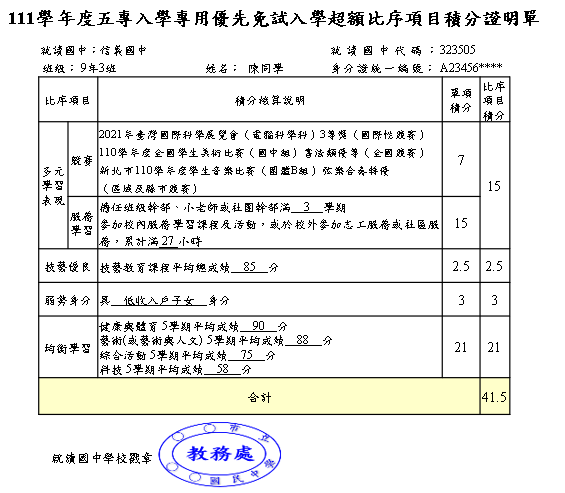 111學年度五專入學專用優先免試入學超額比序項目積分證明單
就讀國中：信義國中 就讀國中代碼：323505
班級：9年3班 姓名：陳同學 身分證統一編號：A23456****
比序項目 積分核算說明 單項積分 比序項目積分
多元學習表現 競賽
2021年臺灣國際科學展覽會（電腦科學科）3等獎（國際性競賽）
110學年度全國學生美術比賽（國中組）書法類優等（全國競賽）
新北市110學年度學生音樂比賽（團體B組）弦樂合奏特優
（區域及縣市競賽）
7
15
服務學習
擔任班級幹部、小老師或社團幹部滿 3 學期
參加校內服務學習課程及活動，或於校外參加志工服務或社區服
務，累計滿27小時
15
技藝優良 技藝教育課程平均總成績 85 分 2.5 2.5
弱勢身分 具 低收入戶子女 身分 3 3
均衡學習
健康與體育5學期平均成績 90 分
藝術(或藝術與人文)5學期平均成績 88 分
綜合活動5學期平均成績 75 分
科技5學期平均成績 58 分
21 21
合計 41.5
就讀國中學校戳章
○○市立
教務處
○○國民中學